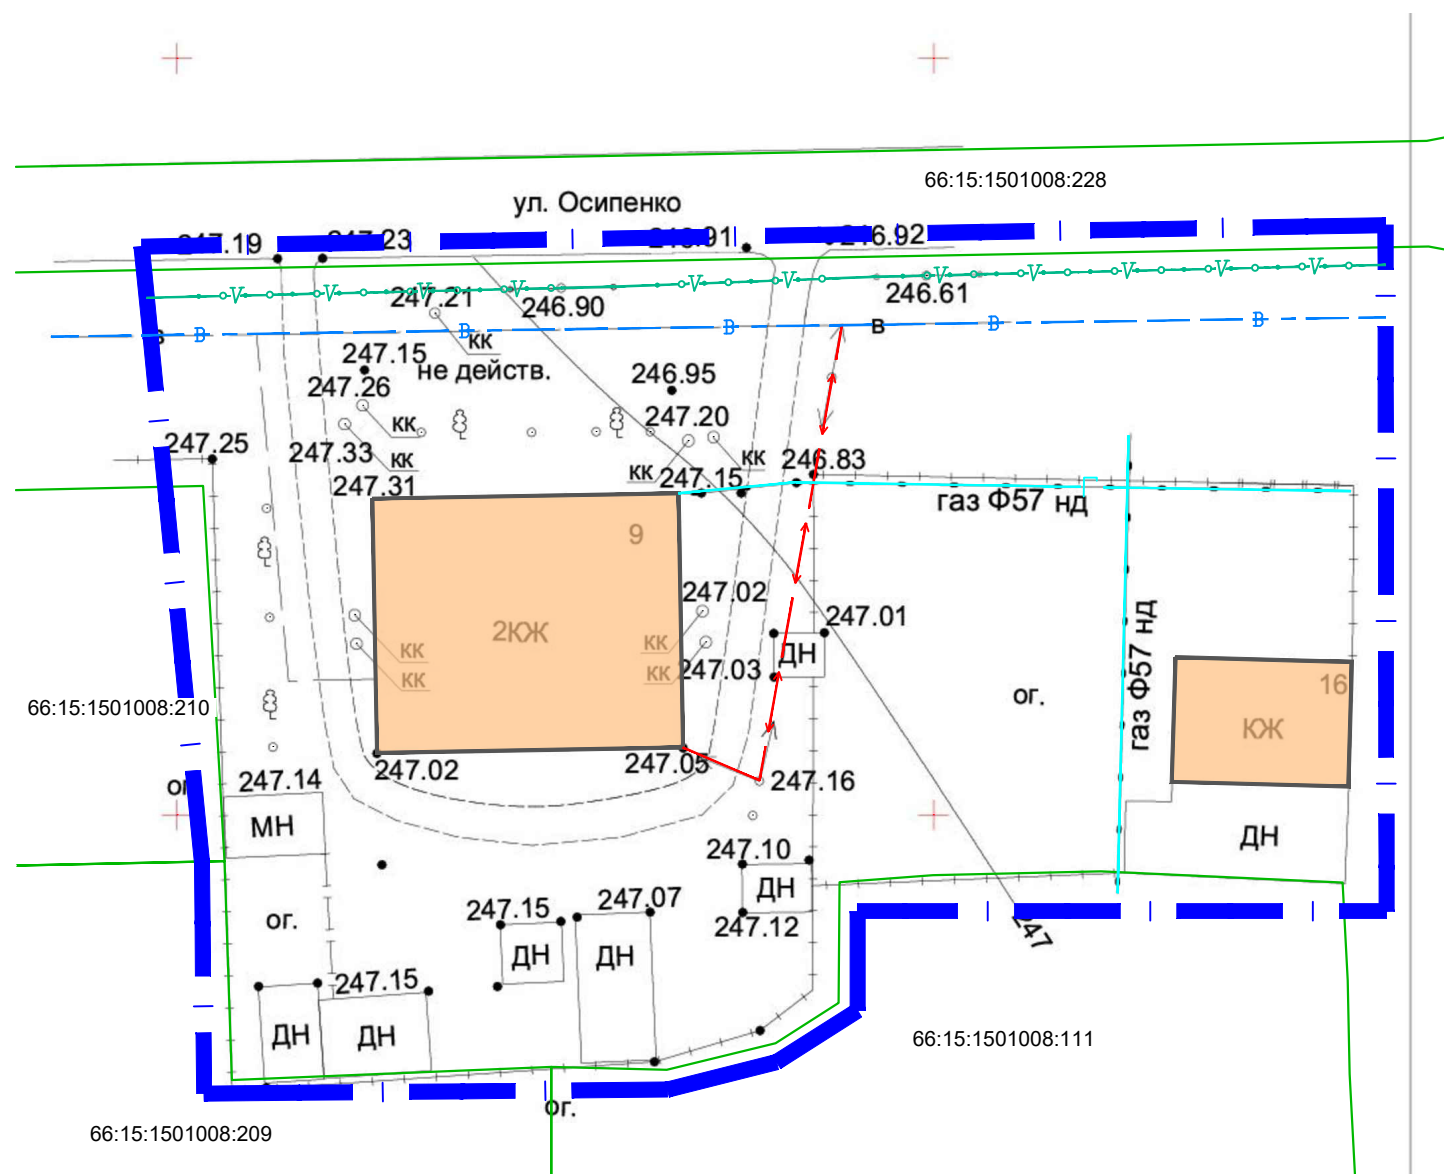 66:15:1501008:228
ул. Осипенко
247.19
247.23
246.92
V
V
V
V
V
V
V
V
V
V
V
247.21
246.90
246.61
в
В
В
В
в
В
В
кк
247.15
не действ.
247.26
246.95
247.20
кк
247.25
247.33
кк
кк
кк
246.83
247.31
247.15
газ Ф57 нд
9
247.02
247.01
2КЖ
кк
кк
ДН
кк
кк
247.03
газ Ф57 нд
16
ог.
66:15:1501008:210
КЖ
247.02
247.05
247.14
247.16
МН
ДН
247.10
ДН
247.15
247.07
ог.
247.12
247
ДН
ДН
247.15
ДН
ДН
66:15:1501008:111
ог.
66:15:1501008:209